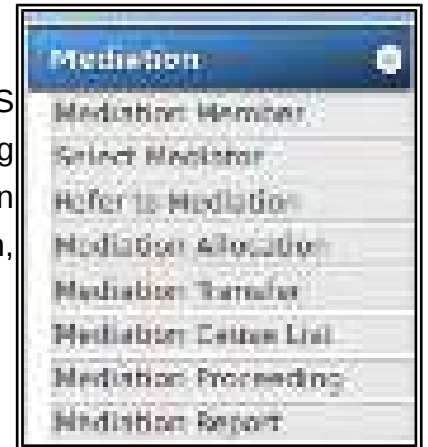 Mediation
Mediation Member
S
Select Mediator
g
Refer to Mediation
n
Mediation Allocation
n,
Mediation Transfer
Mediation Cause List
Mediation Proceeding
Mediation Report